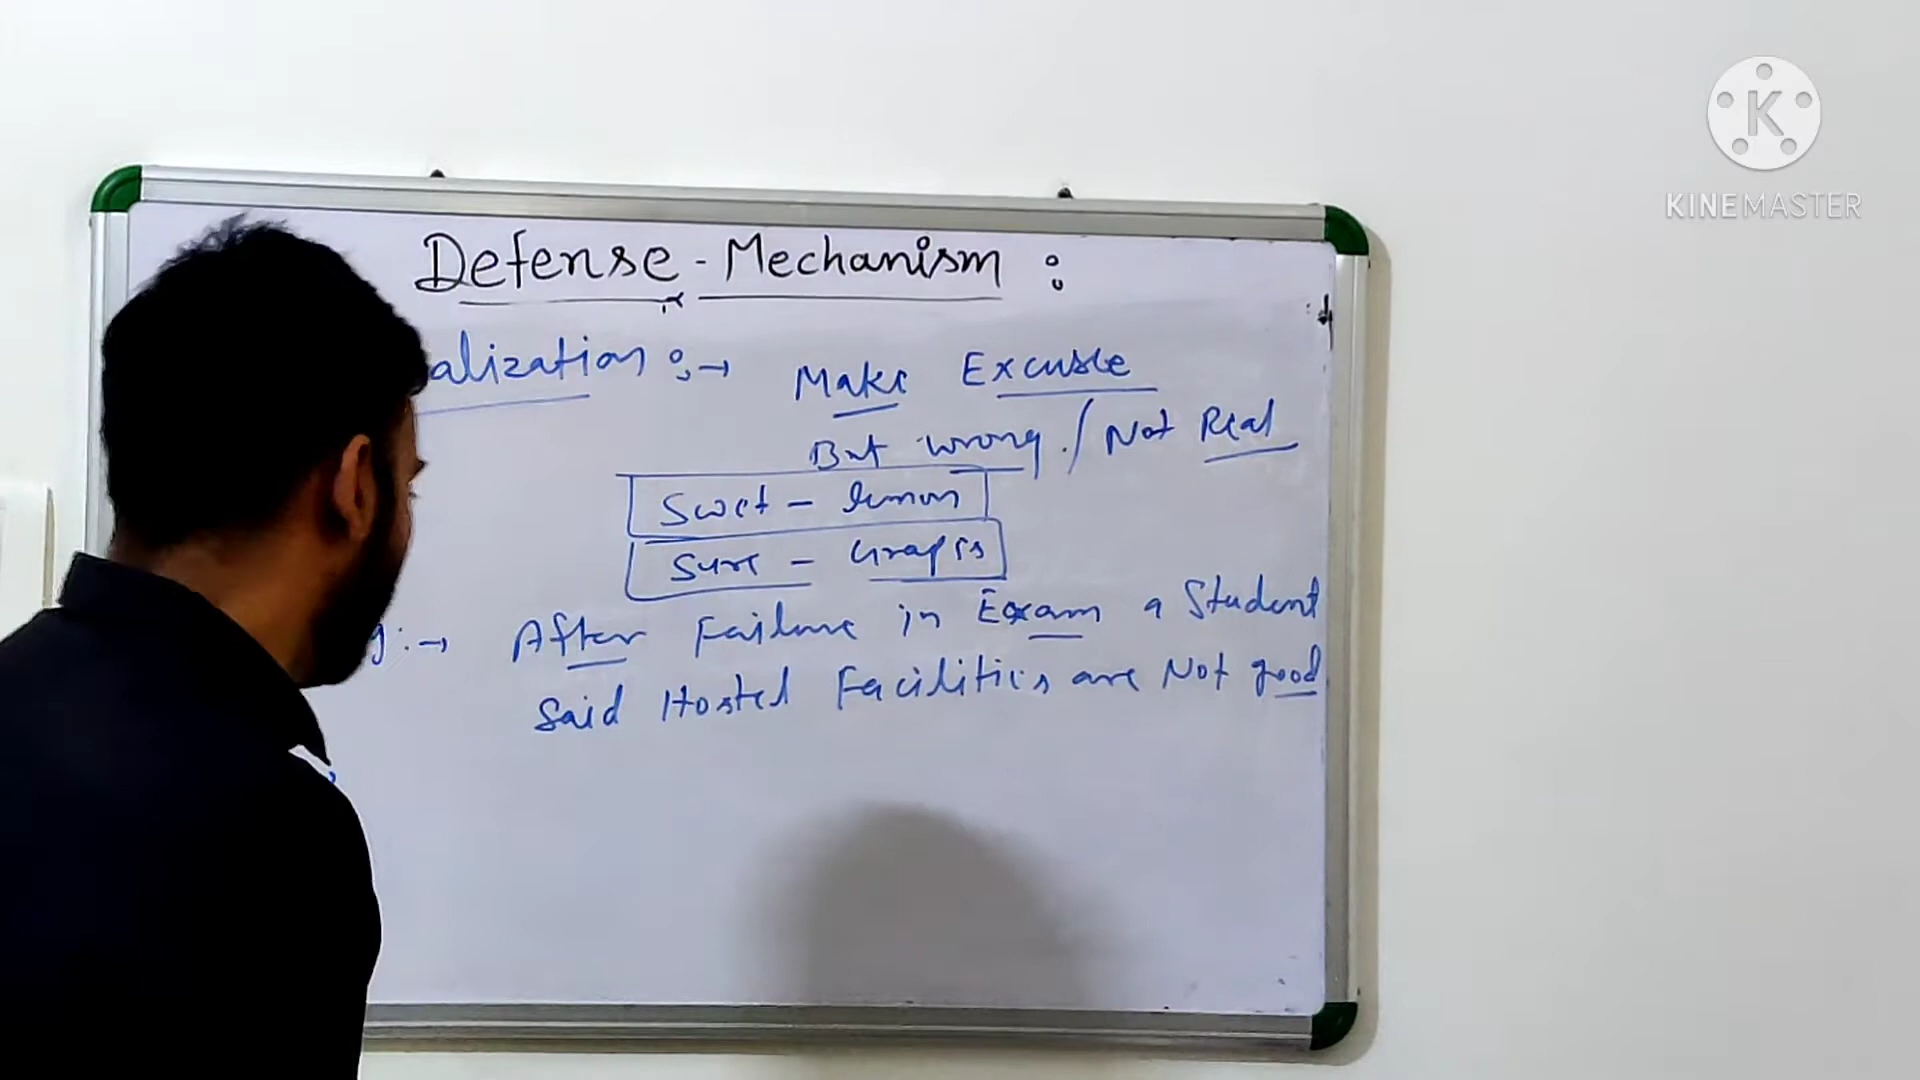 Defense - Mechanism :
alization :→ Make Excusle
But wrong. / Not Real
Swet - lemon
Sure - Graps
g:→ After Failure in Exam a Student
Said Hostel Facilities are Not good
K
KINEMASTER